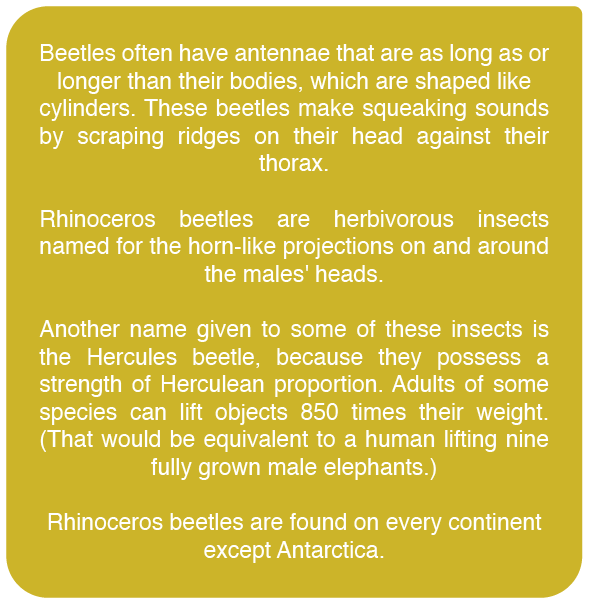 Beetles often have antennae that are as long as or
longer than their bodies, which are shaped like
cylinders. These beetles make squeaking sounds
by scraping ridges on their head against their
thorax.
Rhinoceros beetles are herbivorous insects
named for the horn-like projections on and around
the males' heads.
Another name given to some of these insects is
the Hercules beetle, because they possess a
strength of Herculean proportion. Adults of some
species can lift objects 850 times their weight.
(That would be equivalent to a human lifting nine
fully grown male elephants.)
Rhinoceros beetles are found on every continent
except Antarctica.